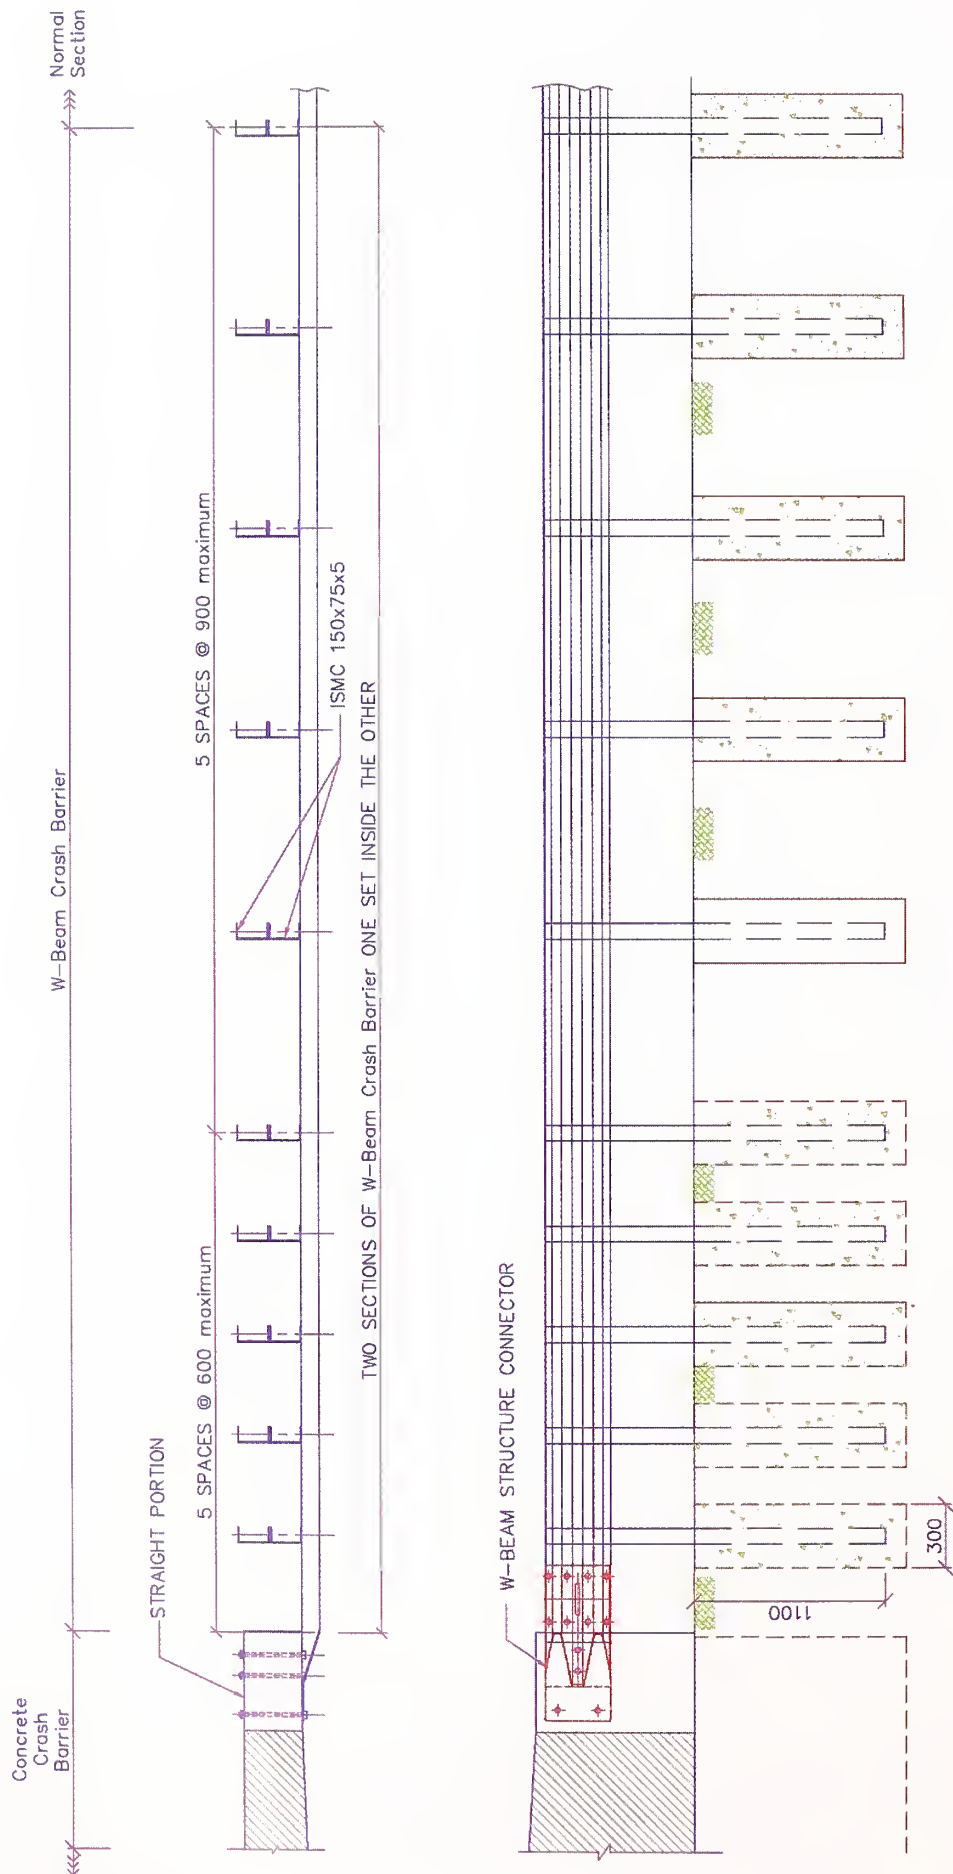 Concrete
Crash
Barrier
W-Beam Crash Barrier
Normal
Section
STRAIGHT PORTION
5 SPACES @ 600 maximum
5 SPACES @ 900 maximum
ISMC 150x75x5
TWO SECTIONS OF W-Beam Crash Barrier ONE SET INSIDE THE OTHER
W-BEAM STRUCTURE CONNECTOR
1100
300